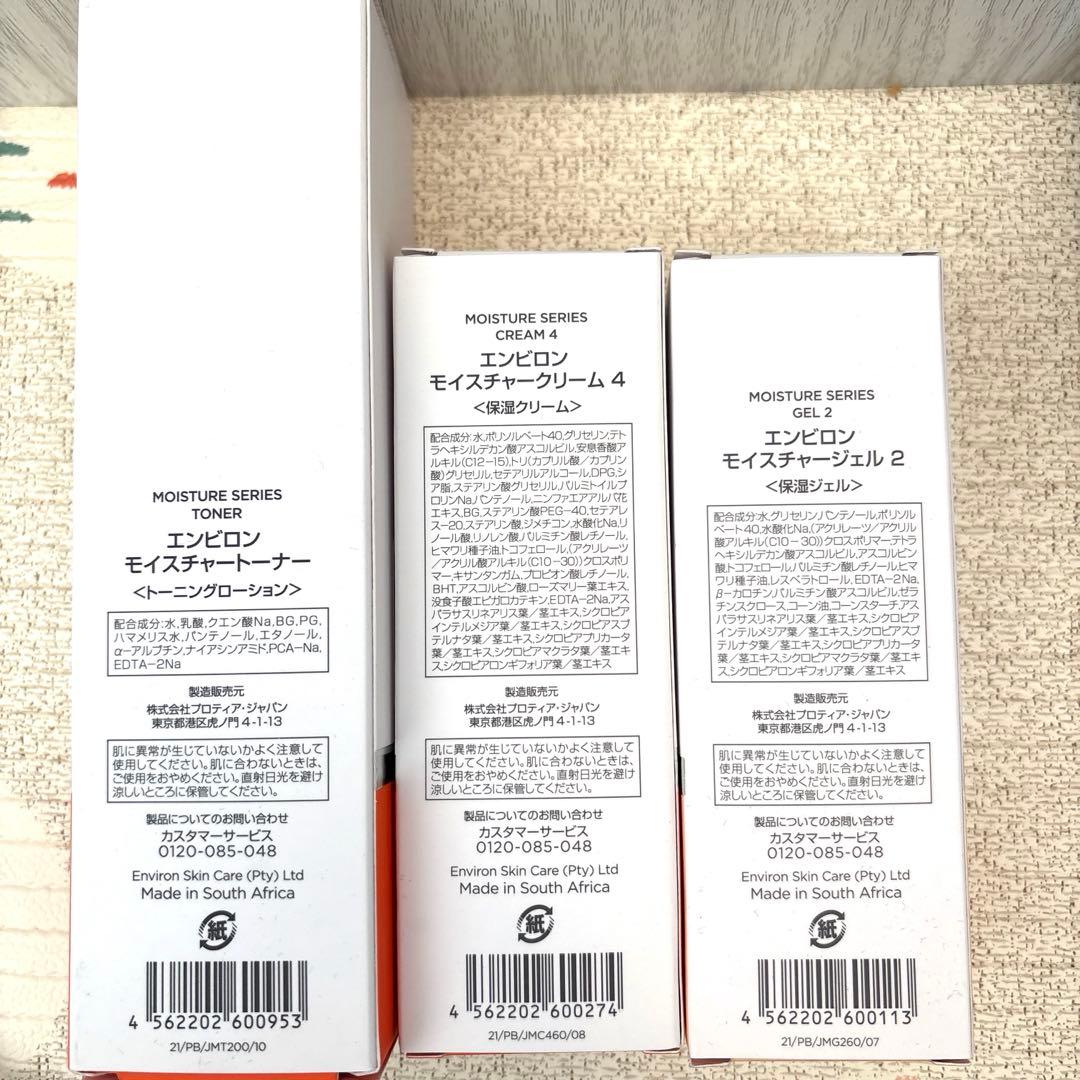 MOISTURE SERIES
TONER
エンビロン
モイスチャートーナー
<トーニングローション>
配合成分:水,乳酸,クエン酸Na,BG,PG,
ハマメリス水,パンテノール,エタノール,
α-アルブチン,ナイアシンアミド,PCA-Na,
EDTA-2Na
製造販売元
株式会社プロティア・ジャパン
東京都港区虎ノ門 4-1-13
肌に異常が生じていないかよく注意して
使用してください。肌に合わないときは、
ご使用をおやめください。直射日光を避け
涼しいところに保管してください。
製品についてのお問い合わせ
カスタマーサービス
0120-085-048
Environ Skin Care (Pty) Ltd
Made in South Africa
紙
4 562202 600953
21/PB/JMT200/10
MOISTURE SERIES
CREAM 4
エンビロン
モイスチャークリーム 4
<保湿クリーム>
配合成分:水,ポリソルベート40,グリセリン,テト
ラヘキシルデカン酸アスコルビル,安息香酸ア
ルキル(C12-15),トリ(カプリル酸/カプリン
酸)グリセリル,セテアリルアルコール,DPG,シ
ア脂,ステアリン酸グリセリル,パルミトイルプ
ロリンNa,パンテノール,ニンファエアアルバ花
エキス,BG,ステアリン酸PEG-40,セテアレ
ス-20,ステアリン酸,ジメチコン,水酸化Na,リ
ノール酸,リノレン酸,パルミチン酸レチノール,
ヒマワリ種子油,トコフェロール,(アクリレーツ
/アクリル酸アルキル(C10-30))クロスポリ
マー,キサンタンガム,プロピオン酸レチノール,
BHT,アスコルビン酸,ローズマリー葉エキス,
没食子酸エピガロカテキン,EDTA-2Na,アス
パラサスリネアリス葉/茎エキス,シクロピア
インテルメジア葉/茎エキス,シクロピアスブ
テルナタ葉/茎エキス,シクロピアプリカータ
葉/茎エキス,シクロピアマクラタ葉/茎エキ
ス,シクロピアロンギフォリア葉/茎エキス
製造販売元
株式会社プロティア・ジャパン
東京都港区虎ノ門 4-1-13
肌に異常が生じていないかよく注意して
使用してください。肌に合わないときは、
ご使用をおやめください。直射日光を避け
涼しいところに保管してください。
製品についてのお問い合わせ
カスタマーサービス
0120-085-048
Environ Skin Care (Pty) Ltd
Made in South Africa
紙
4 562202 600274
21/PB/JMC460/08
MOISTURE SERIES
GEL 2
エンビロン
モイスチャージェル 2
<保湿ジェル>
配合成分:水,グリセリン,パンテノール,ポリソル
ベート40,水酸化Na,(アクリレーツ/アクリル
酸アルキル(C10-30))クロスポリマー,テトラ
ヘキシルデカン酸アスコルビル,アスコルビン
酸,トコフェロール,パルミチン酸レチノール,ヒマ
ワリ種子油,レスベラトロール,EDTA-2Na,
β-カロチン,パルミチン酸アスコルビル,ゼラ
チン,スクロース,コーン油,コーンスターチ,アス
パラサスリネアリス葉/茎エキス,シクロピア
インテルメジア葉/茎エキス,シクロピアスブ
テルナタ葉/茎エキス,シクロピアプリカータ
葉/茎エキス,シクロピアマクラタ葉/茎エキ
ス,シクロピアロンギフォリア葉/茎エキス
製造販売元
株式会社プロティア・ジャパン
東京都港区虎ノ門 4-1-13
肌に異常が生じていないかよく注意して
使用してください。肌に合わないときは、
ご使用をおやめください。直射日光を避け
涼しいところに保管してください。
製品についてのお問い合わせ
カスタマーサービス
0120-085-048
Environ Skin Care (Pty) Ltd
Made in South Africa
紙
4 562202 600113
21/PB/JMG260/07